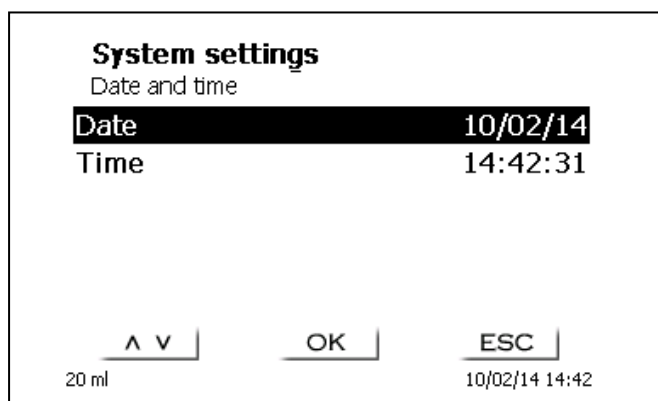 System settings
Date and time
Date 10/02/14
Time 14:42:31
∧ ∨ OK ESC
20 ml 10/02/14 14:42